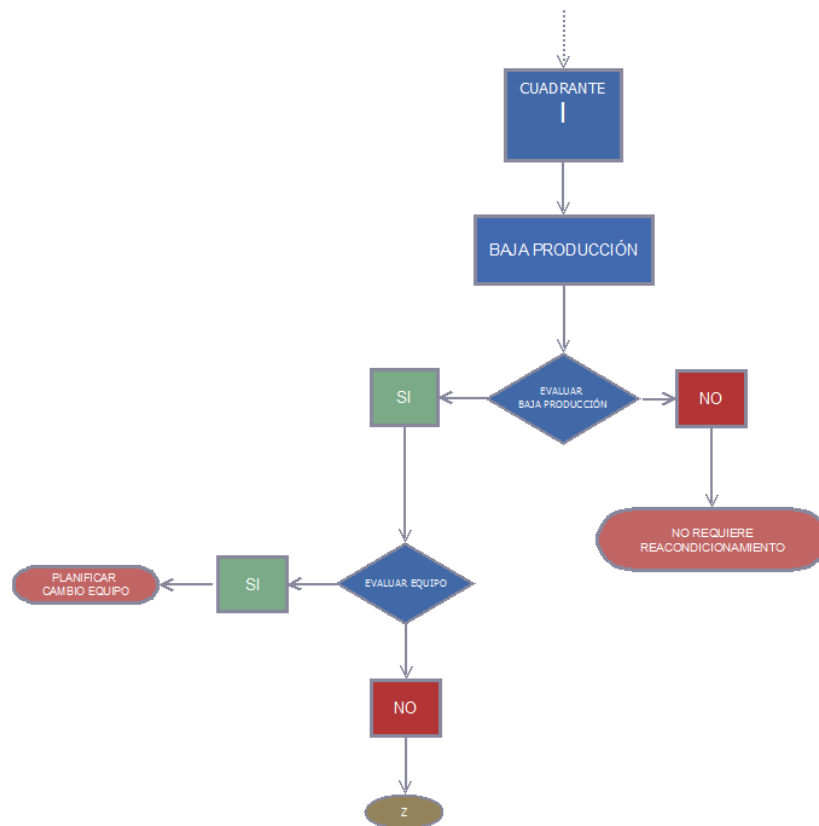 CUADRANTE
I
BAJA PRODUCCIÓN
EVALUAR
BAJA PRODUCCIÓN
SI
NO
NO REQUIERE
REACONDICIONAMIENTO
EVALUAR EQUIPO
SI
PLANIFICAR
CAMBIO EQUIPO
NO
Z